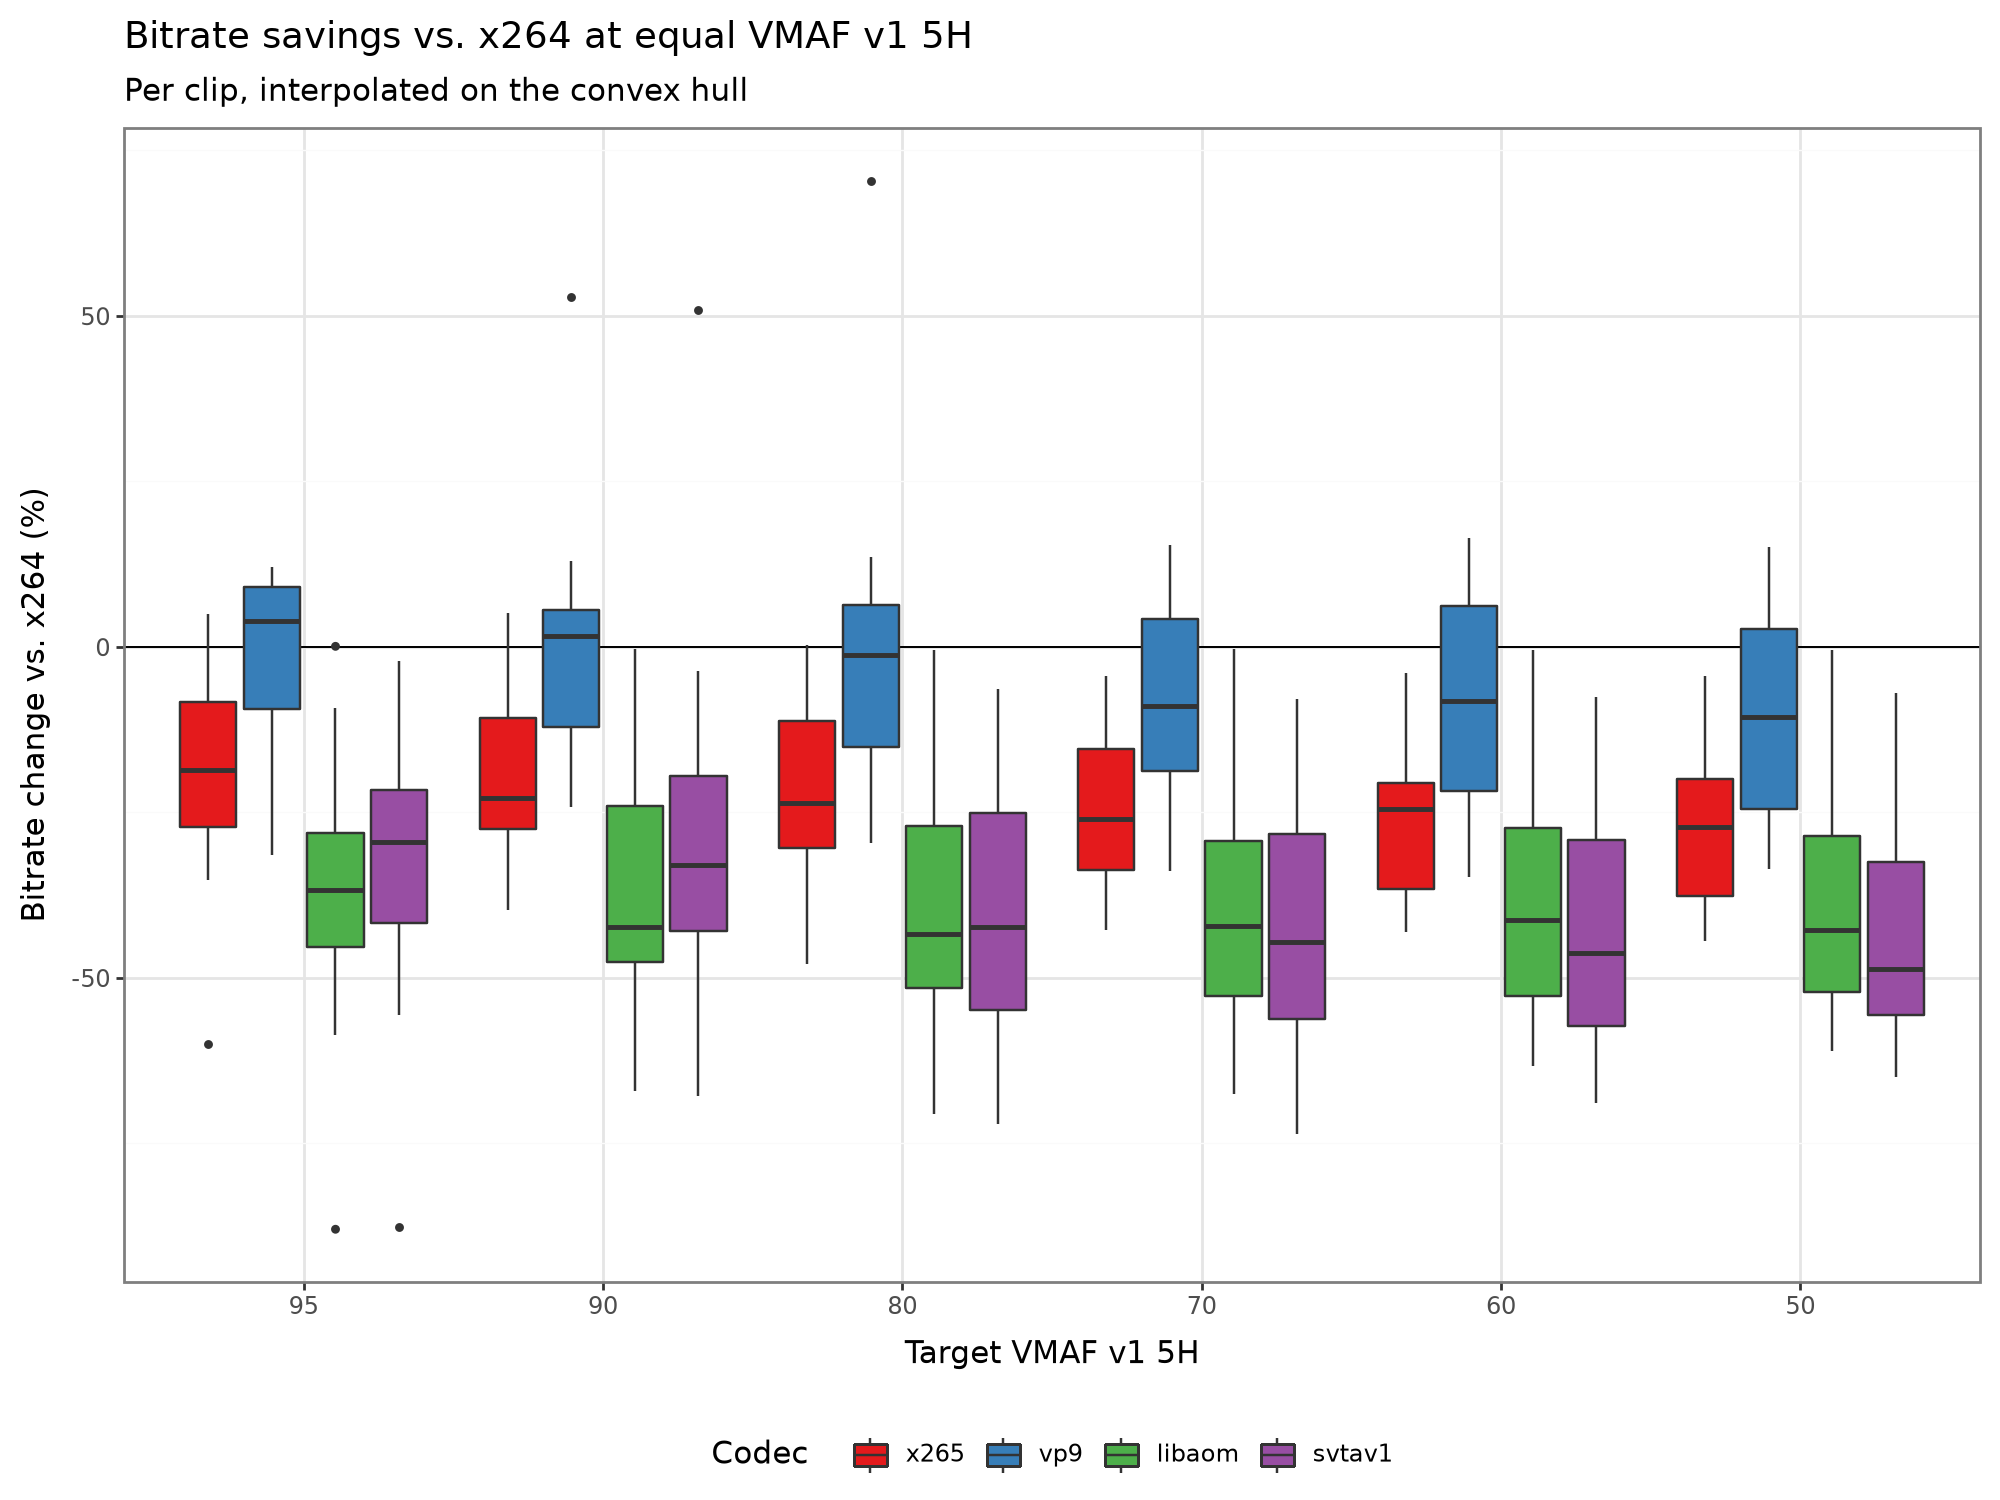 Bitrate savings vs. x264 at equal VMAF v1 5H
Per clip, interpolated on the convex hull
Bitrate change vs. x264 (%)
50
0
-50
95 90 80 70 60 50
Target VMAF v1 5H
Codec x265 vp9 libaom svtav1